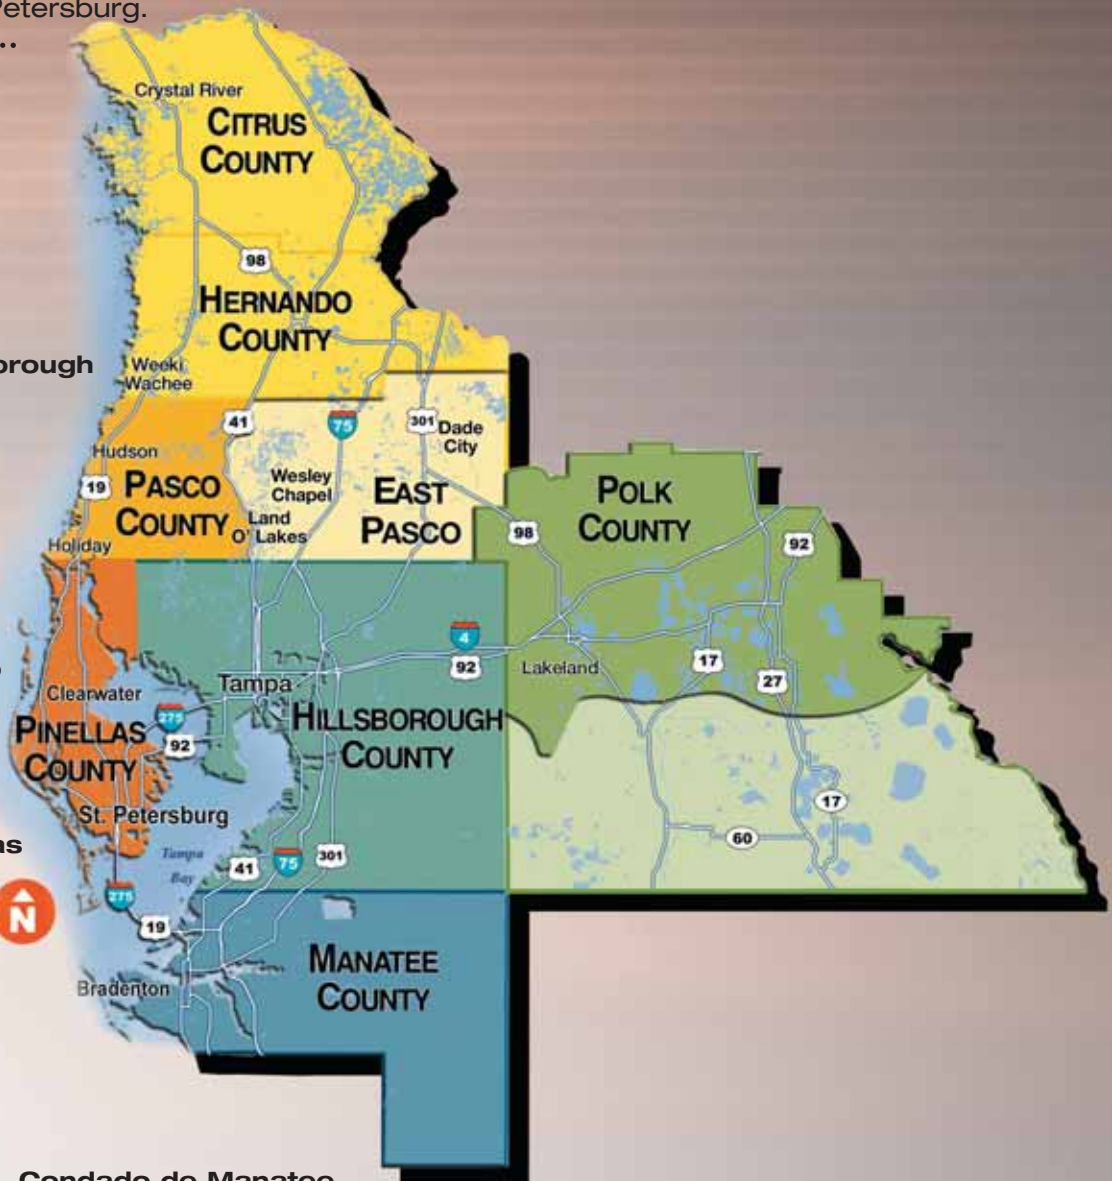 Petersburg.
..
Crystal River
CITRUS
COUNTY
98
HERNANDO
COUNTY
orough
Weeki
Wachee
41
75
301
Dade
City
Hudson
19
PASCO
COUNTY
Wesley
Chapel
EAST
PASCO
Land
O' Lakes
POLK
COUNTY
98
92
Holiday
4
92
Lakeland
17
27
Clearwater
Tampa
275
92
PINELLAS
COUNTY
HILLSBOROUGH
COUNTY
St. Petersburg
17
60
as
Tampa
Bay
41
75
301
275
19
N
MANATEE
COUNTY
Bradenton
Condado de Manatee